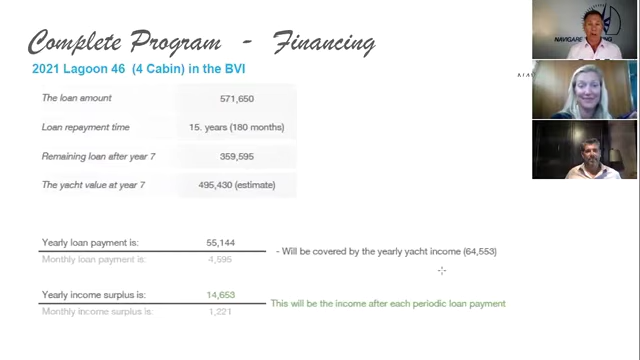 Complete Program - Financing
2021 Lagoon 46 (4 Cabin) in the BVI
The loan amount 571,650
Loan repayment time 15. years (180 months)
Remaining loan after year 7 359,595
The yacht value at year 7 495,430 (estimate)
Yearly loan payment is: 55,144
- Will be covered by the yearly yacht income (64,553)
Monthly loan payment is: 4,595
Yearly income surplus is: 14,653
This will be the income after each periodic loan payment
Monthly income surplus is: 1,221
NAVIGARE